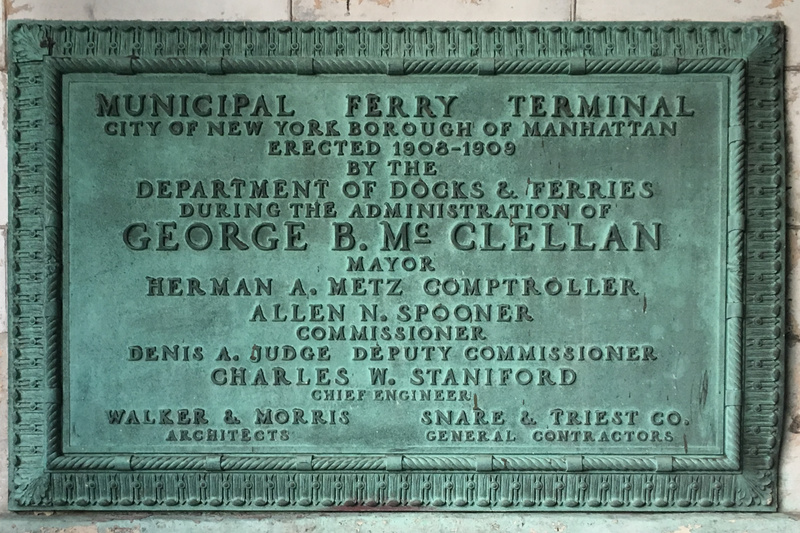 MUNICIPAL FERRY TERMINAL
CITY OF NEW YORK BOROUGH OF MANHATTAN
ERECTED 1908-1909
BY THE
DEPARTMENT OF DOCKS & FERRIES
DURING THE ADMINISTRATION OF
GEORGE B. Mc CLELLAN
MAYOR
HERMAN A. METZ COMPTROLLER
ALLEN N. SPOONER
COMMISSIONER
DENIS A. JUDGE DEPUTY COMMISSIONER
CHARLES W. STANIFORD
CHIEF ENGINEER
WALKER & MORRIS SNARE & TRIEST CO.
ARCHITECTS GENERAL CONTRACTORS